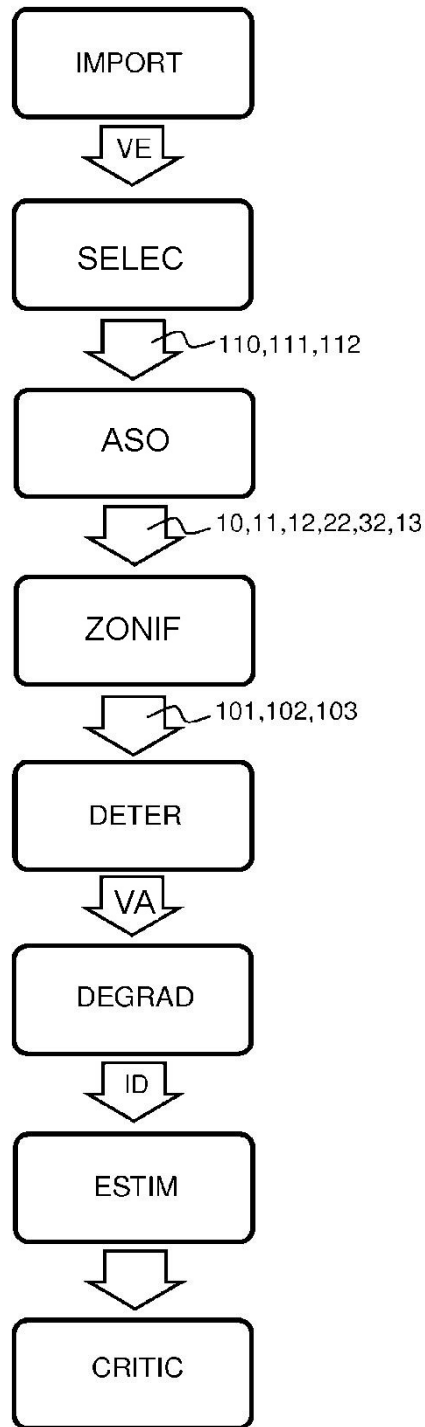 IMPORT
VE
SELEC
110,111,112
ASO
10,11,12,22,32,13
ZONIF
101,102,103
DETER
VA
DEGRAD
ID
ESTIM
CRITIC